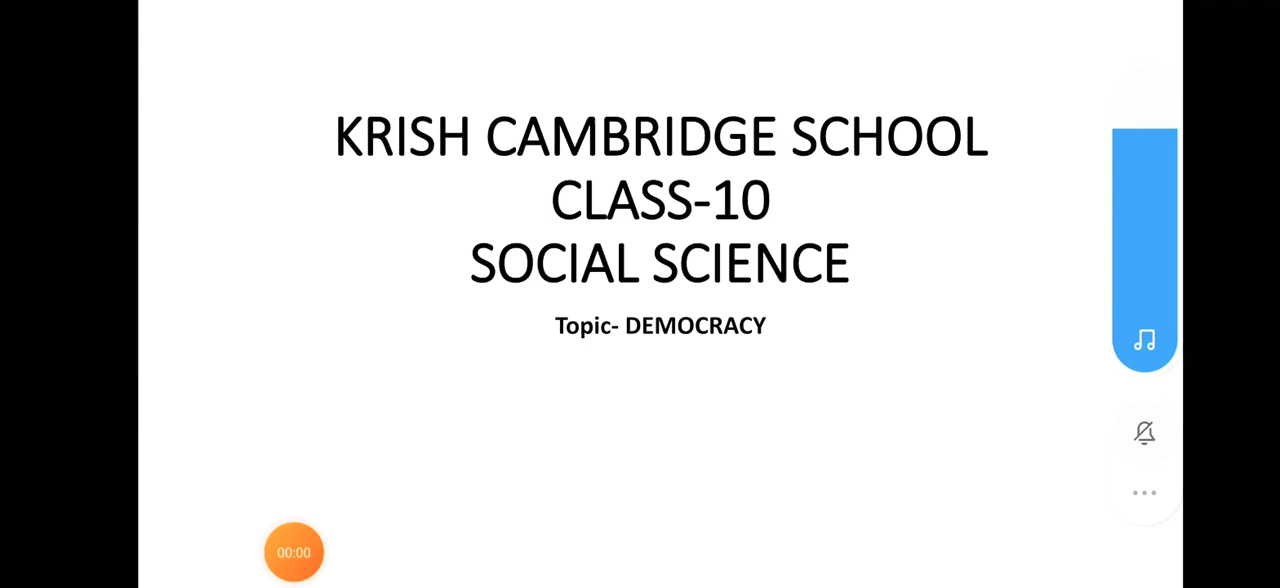 KRISH CAMBRIDGE SCHOOL
CLASS-10
SOCIAL SCIENCE
Topic- DEMOCRACY
00:00